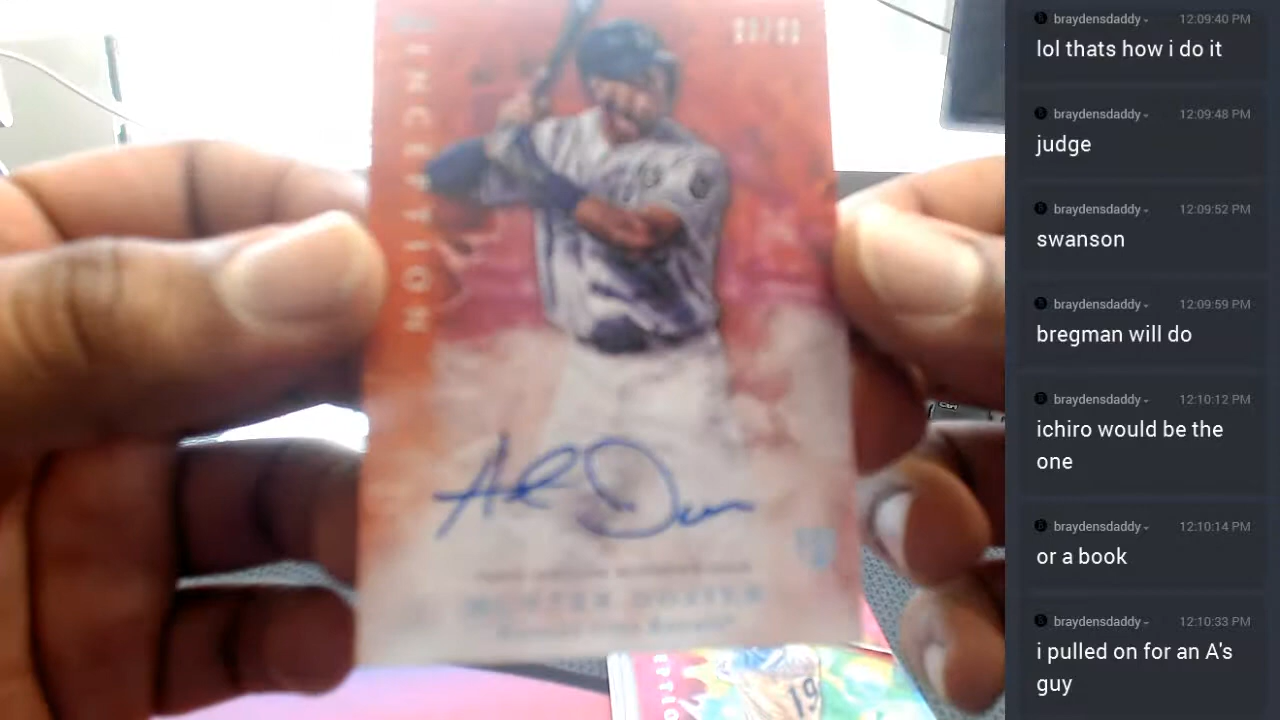 INCEPTION
HUNTER DOZIER
19
braydensdaddy 12:09:40 PM
lol thats how i do it
braydensdaddy 12:09:48 PM
judge
braydensdaddy 12:09:52 PM
swanson
braydensdaddy 12:09:59 PM
bregman will do
braydensdaddy 12:10:12 PM
ichiro would be the
one
braydensdaddy 12:10:14 PM
or a book
braydensdaddy 12:10:33 PM
i pulled on for an A's
guy